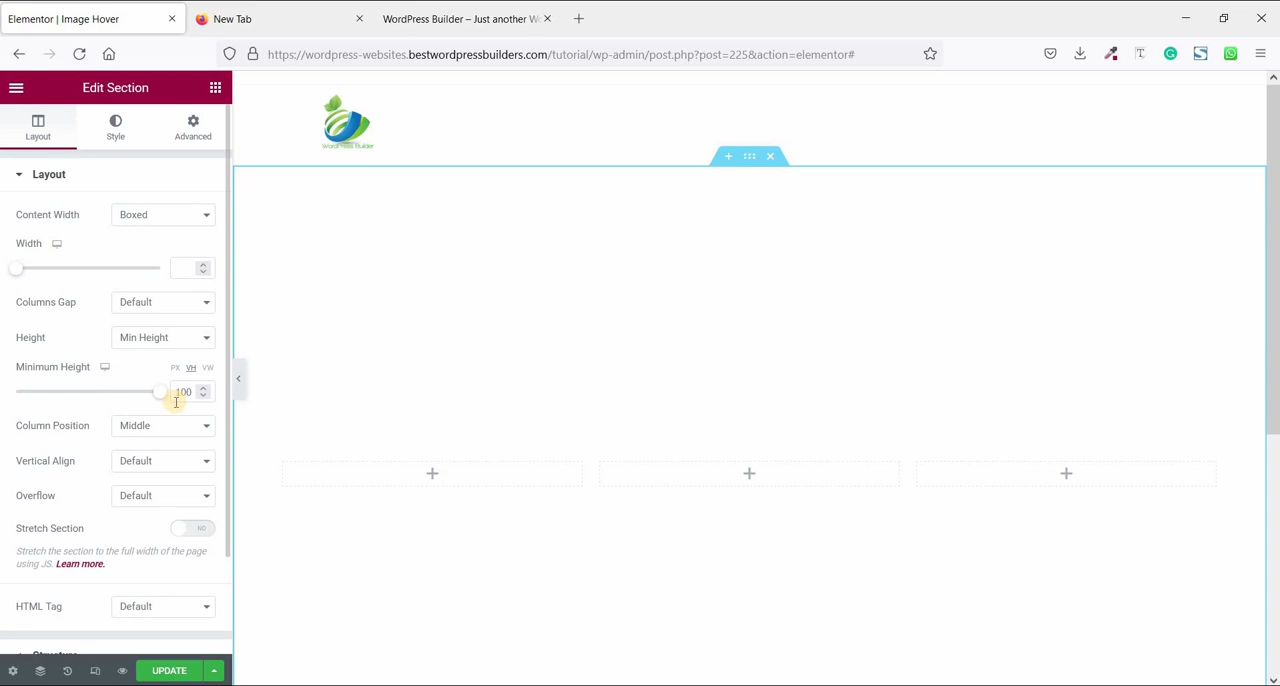 Elementor | Image Hover
New Tab
WordPress Builder – Just another W
https://wordpress-websites.bestwordpressbuilders.com/tutorial/wp-admin/post.php?post=225&action=elementor#
Edit Section
Layout
Style
Advanced
WordPress Builder
Layout
Content Width
Boxed
Width
Columns Gap
Default
Height
Min Height
Minimum Height
PX VH VW
100
Column Position
Middle
Vertical Align
Default
Overflow
Default
Stretch Section
NO
Stretch the section to the full width of the page
using JS. Learn more.
HTML Tag
Default
Structure
UPDATE